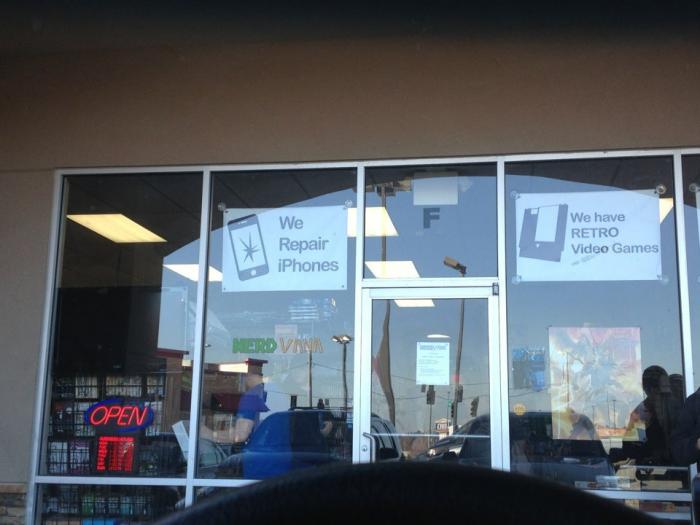 We
Repair
iPhones
F
We have
RETRO
Video Games
NERD VANA
OPEN